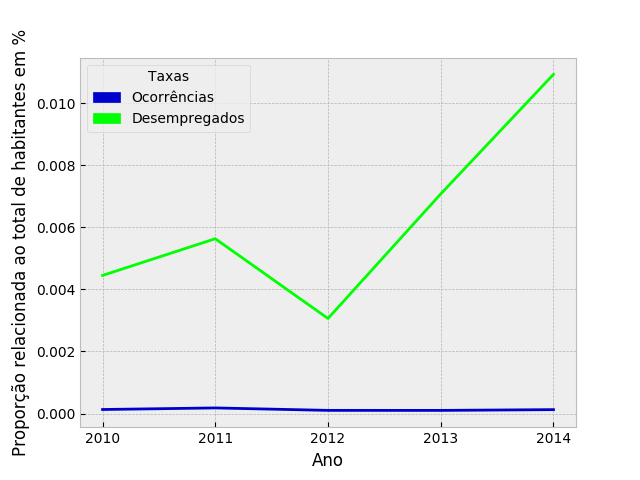 Proporção relacionada ao total de habitantes em %
Taxas
Ocorrências
Desempregados
0.010
0.008
0.006
0.004
0.002
0.000
2010 2011 2012 2013 2014
Ano